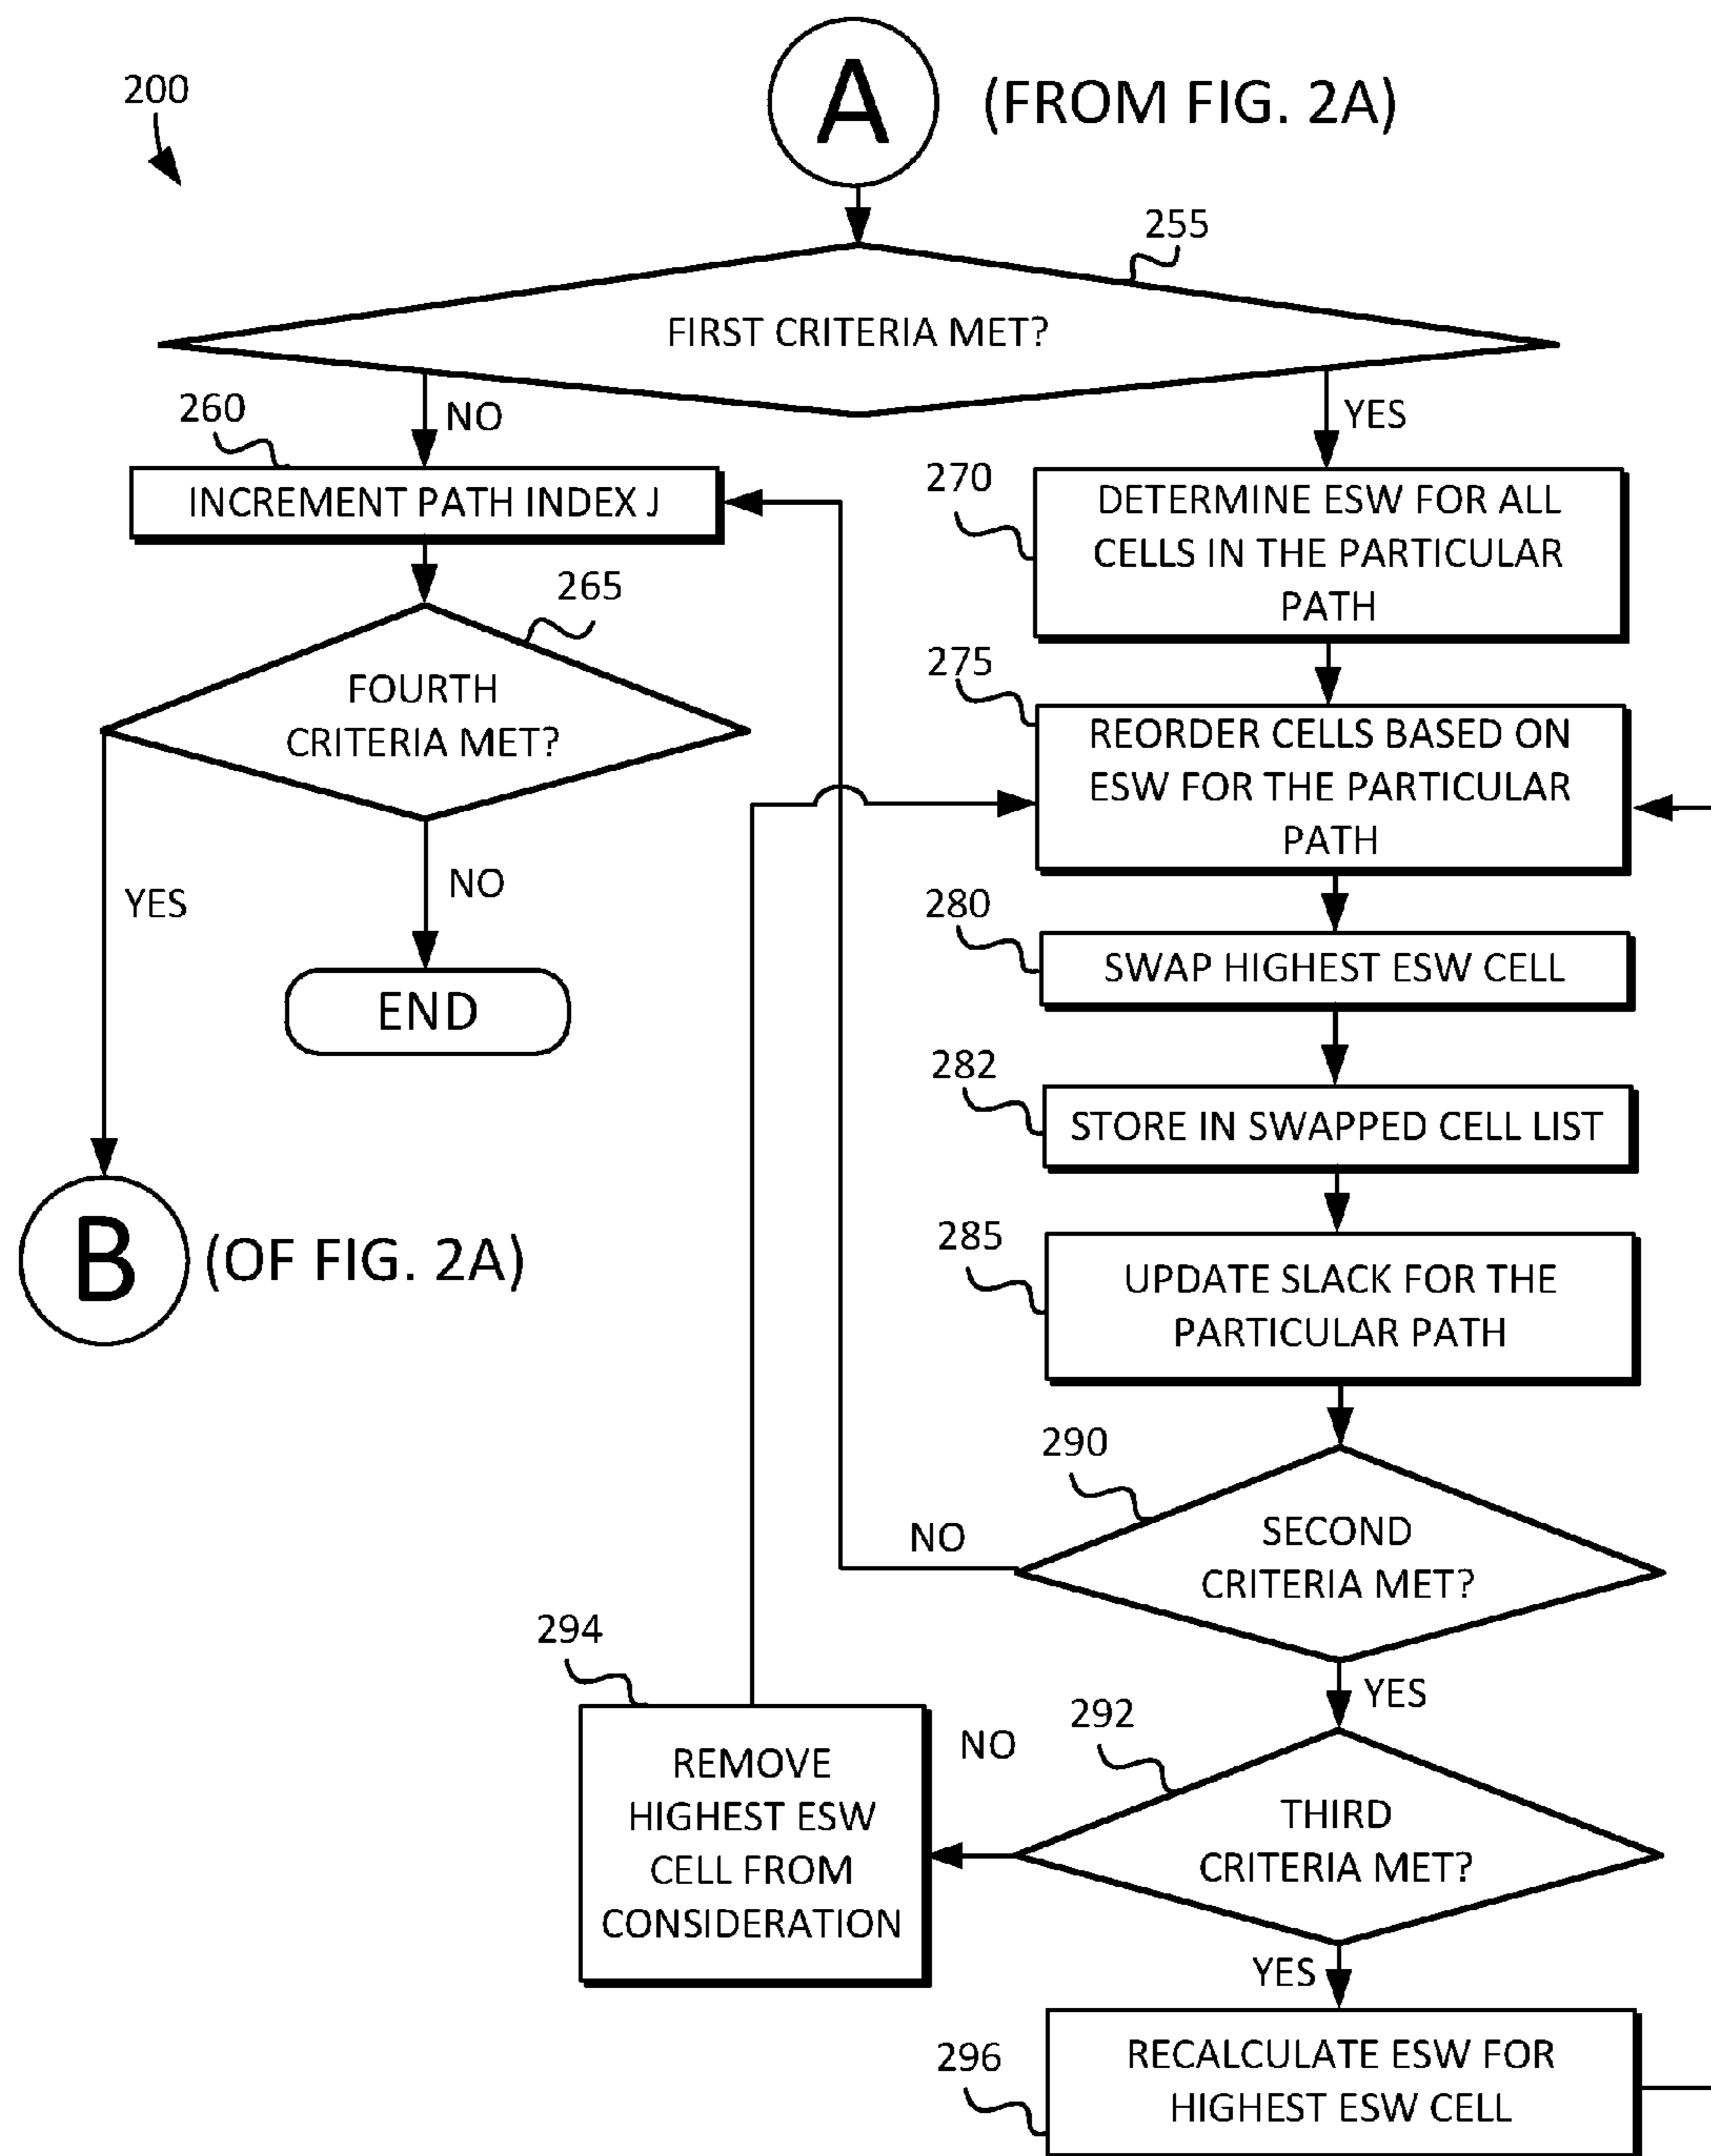 200
A (FROM FIG. 2A)
255
FIRST CRITERIA MET?
NO
YES
260
INCREMENT PATH INDEX J
265
FOURTH
CRITERIA MET?
YES
NO
END
B (OF FIG. 2A)
270
DETERMINE ESW FOR ALL
CELLS IN THE PARTICULAR
PATH
275
REORDER CELLS BASED ON
ESW FOR THE PARTICULAR
PATH
280
SWAP HIGHEST ESW CELL
282
STORE IN SWAPPED CELL LIST
285
UPDATE SLACK FOR THE
PARTICULAR PATH
290
SECOND
CRITERIA MET?
NO
YES
292
THIRD
CRITERIA MET?
NO
YES
294
REMOVE
HIGHEST ESW
CELL FROM
CONSIDERATION
296
RECALCULATE ESW FOR
HIGHEST ESW CELL